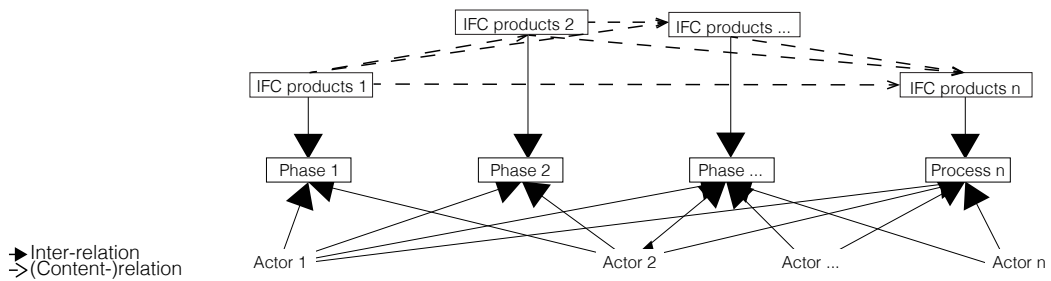 IFC products 2
IFC products ...
IFC products 1
IFC products n
Phase 1
Phase 2
Phase ...
Process n
Actor 1
Actor 2
Actor ...
Actor n
Inter-relation
(Content-)relation